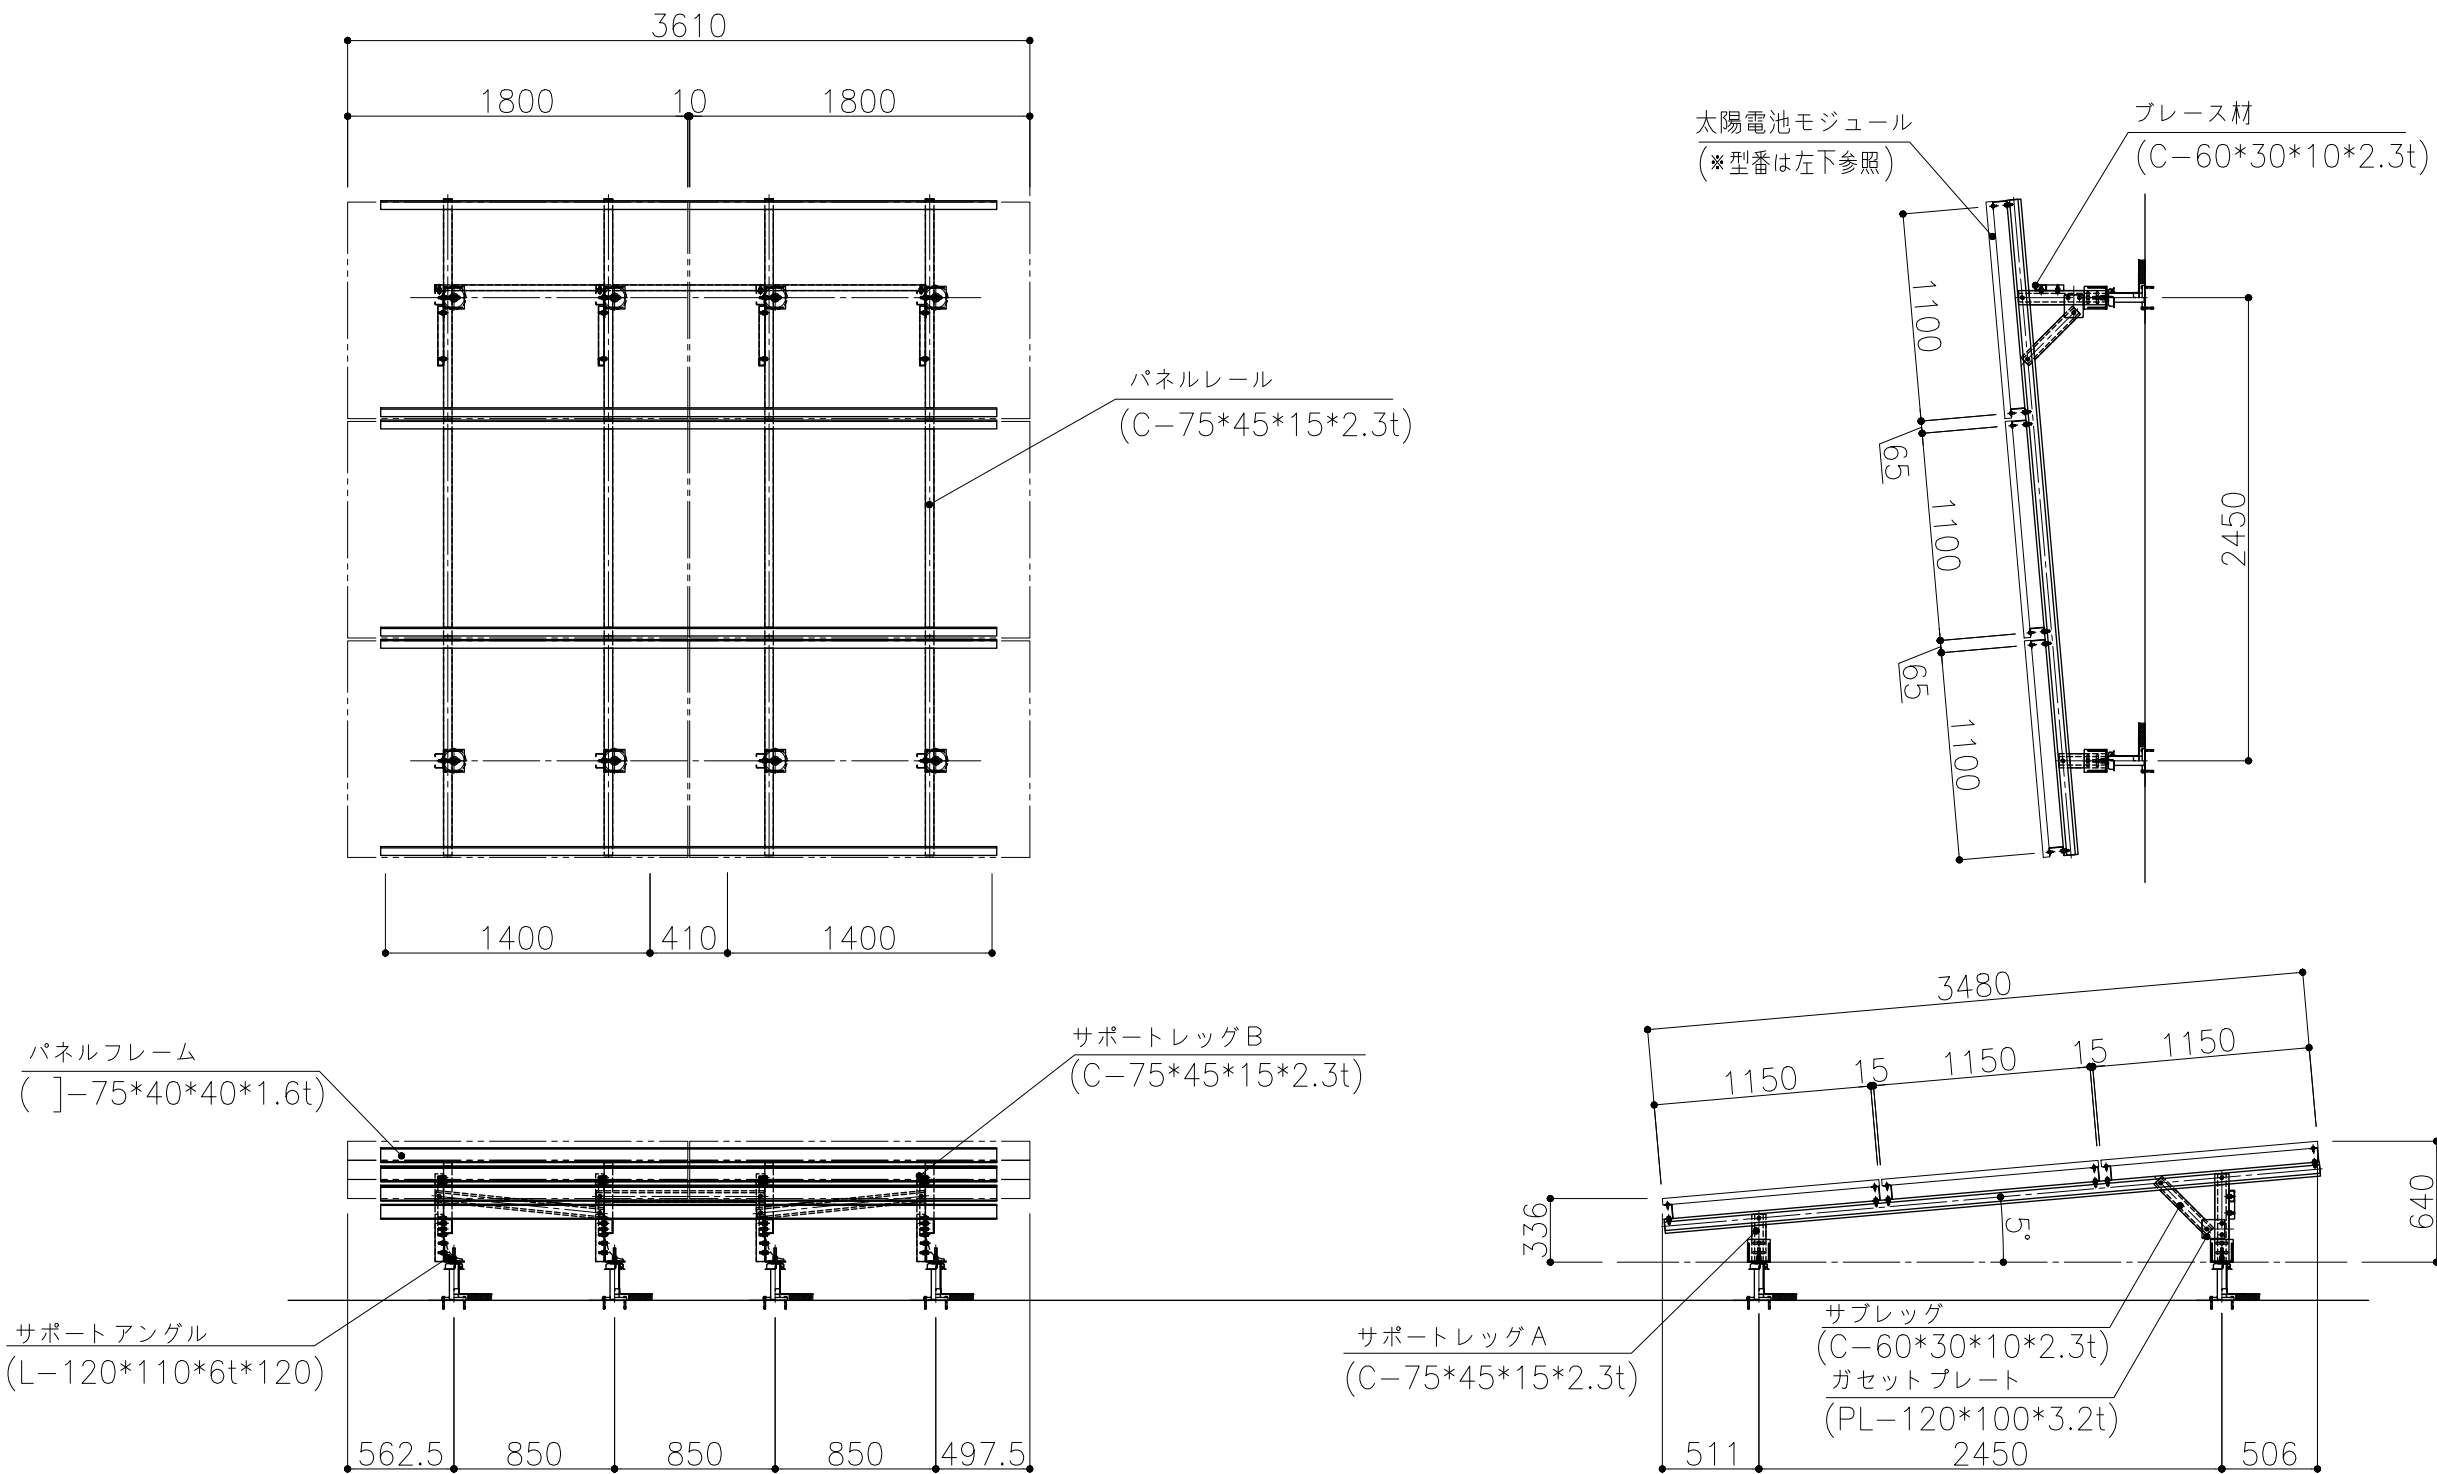 3610
1800
10
1800
太陽電池モジュール
(※型番は左下参照)
ブレース材
(C-60*30*10*2.3t)
1100
65
1100
65
1100
2450
パネルレール
(C-75*45*15*2.3t)
1400
410
1400
パネルフレーム
( ]-75*40*40*1.6t)
サポートレッグB
(C-75*45*15*2.3t)
サポートアングル
(L-120*110*6t*120)
562.5
850
850
850
497.5
3480
1150
15
1150
15
1150
336
5°
640
サポートレッグA
(C-75*45*15*2.3t)
サブレッグ
(C-60*30*10*2.3t)
ガセットプレート
(PL-120*100*3.2t)
511
2450
506